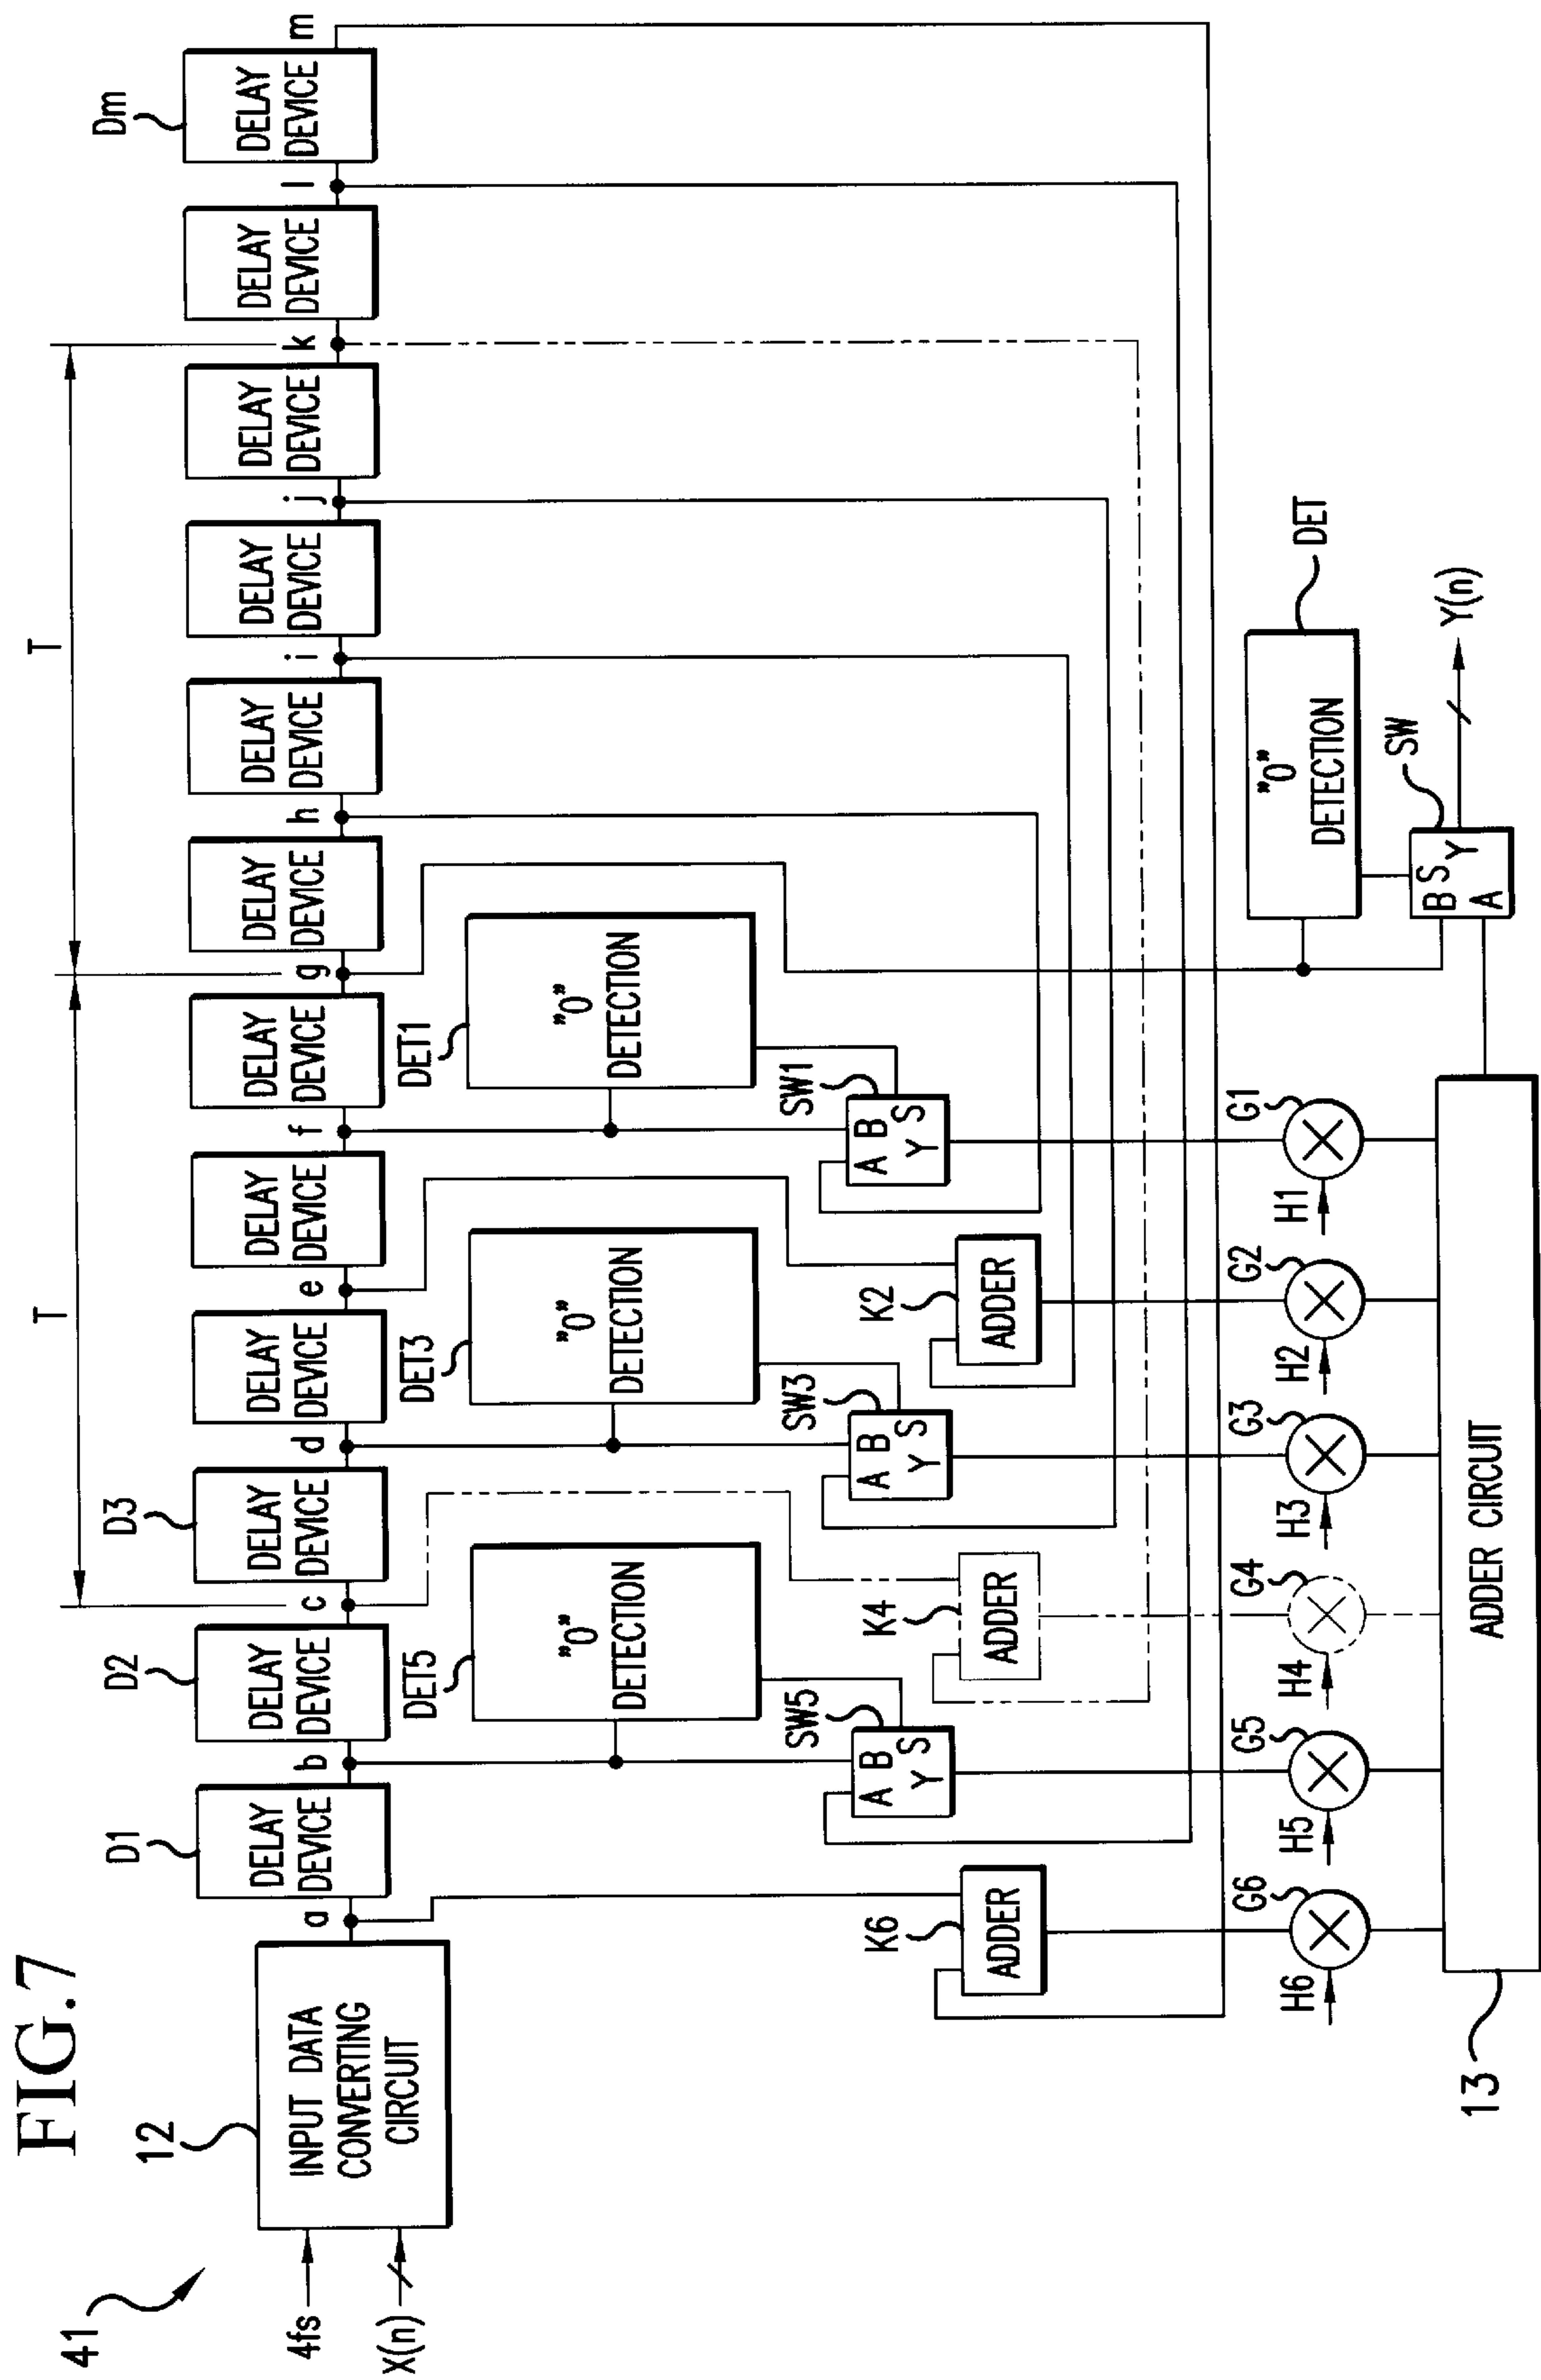 FIG.7
41
4fs
X(n)
12
INPUT DATA
CONVERTING
CIRCUIT
T
T
a
b
c
d
e
f
g
h
i
j
k
l
m
D1
D2
D3
Dm
DELAY
DEVICE
DELAY
DEVICE
DELAY
DEVICE
DELAY
DEVICE
DELAY
DEVICE
DELAY
DEVICE
DELAY
DEVICE
DELAY
DEVICE
DELAY
DEVICE
DELAY
DEVICE
DELAY
DEVICE
DELAY
DEVICE
DET5
"0"
DETECTION
DET3
"0"
DETECTION
DET1
"0"
DETECTION
SW5
A B
Y S
SW3
A B
Y S
SW1
A B
Y S
K6
ADDER
K4
ADDER
K2
ADDER
H6
G6
H5
G5
H4
G4
H3
G3
H2
G2
H1
G1
13
ADDER CIRCUIT
"0"
DETECTION
DET
SW
B S
Y
A
Y(n)